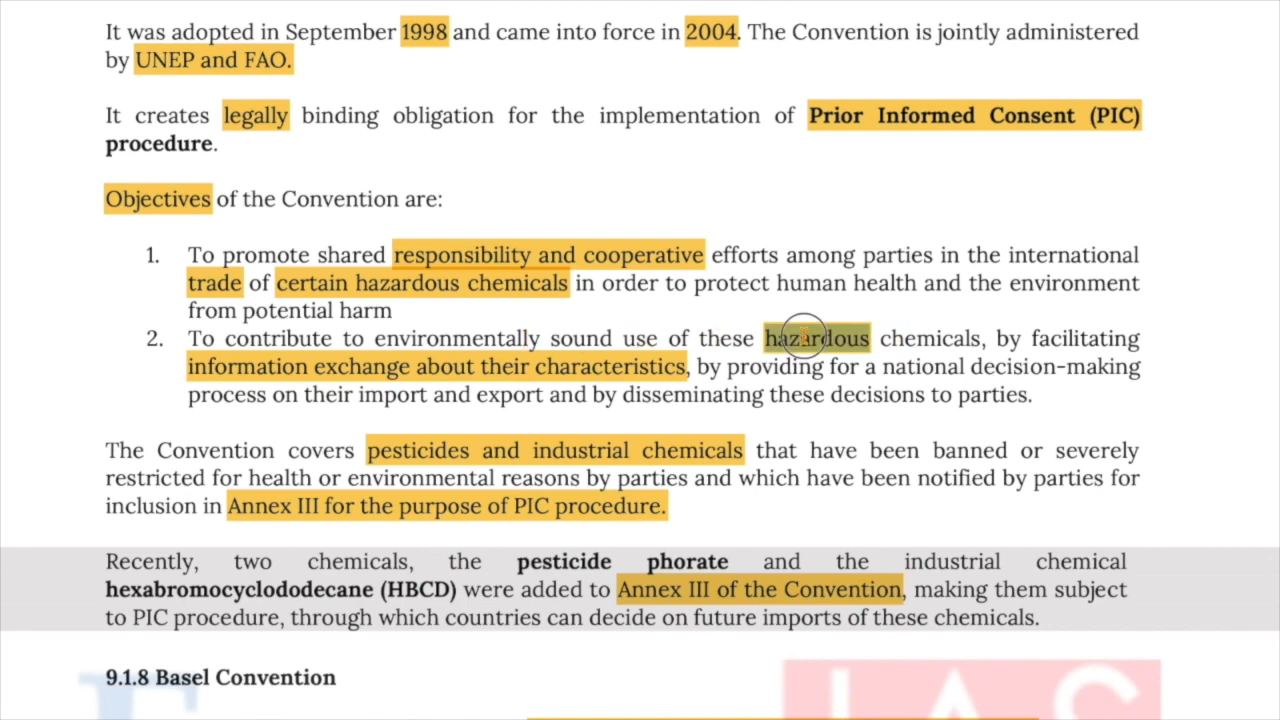 It was adopted in September 1998 and came into force in 2004. The Convention is jointly administered
by UNEP and FAO.
It creates legally binding obligation for the implementation of Prior Informed Consent (PIC)
procedure.
Objectives of the Convention are:
1. To promote shared responsibility and cooperative efforts among parties in the international
trade of certain hazardous chemicals in order to protect human health and the environment
from potential harm
2. To contribute to environmentally sound use of these hazardous chemicals, by facilitating
information exchange about their characteristics, by providing for a national decision-making
process on their import and export and by disseminating these decisions to parties.
The Convention covers pesticides and industrial chemicals that have been banned or severely
restricted for health or environmental reasons by parties and which have been notified by parties for
inclusion in Annex III for the purpose of PIC procedure.
Recently, two chemicals, the pesticide phorate and the industrial chemical
hexabromocyclododecane (HBCD) were added to Annex III of the Convention, making them subject
to PIC procedure, through which countries can decide on future imports of these chemicals.
9.1.8 Basel Convention